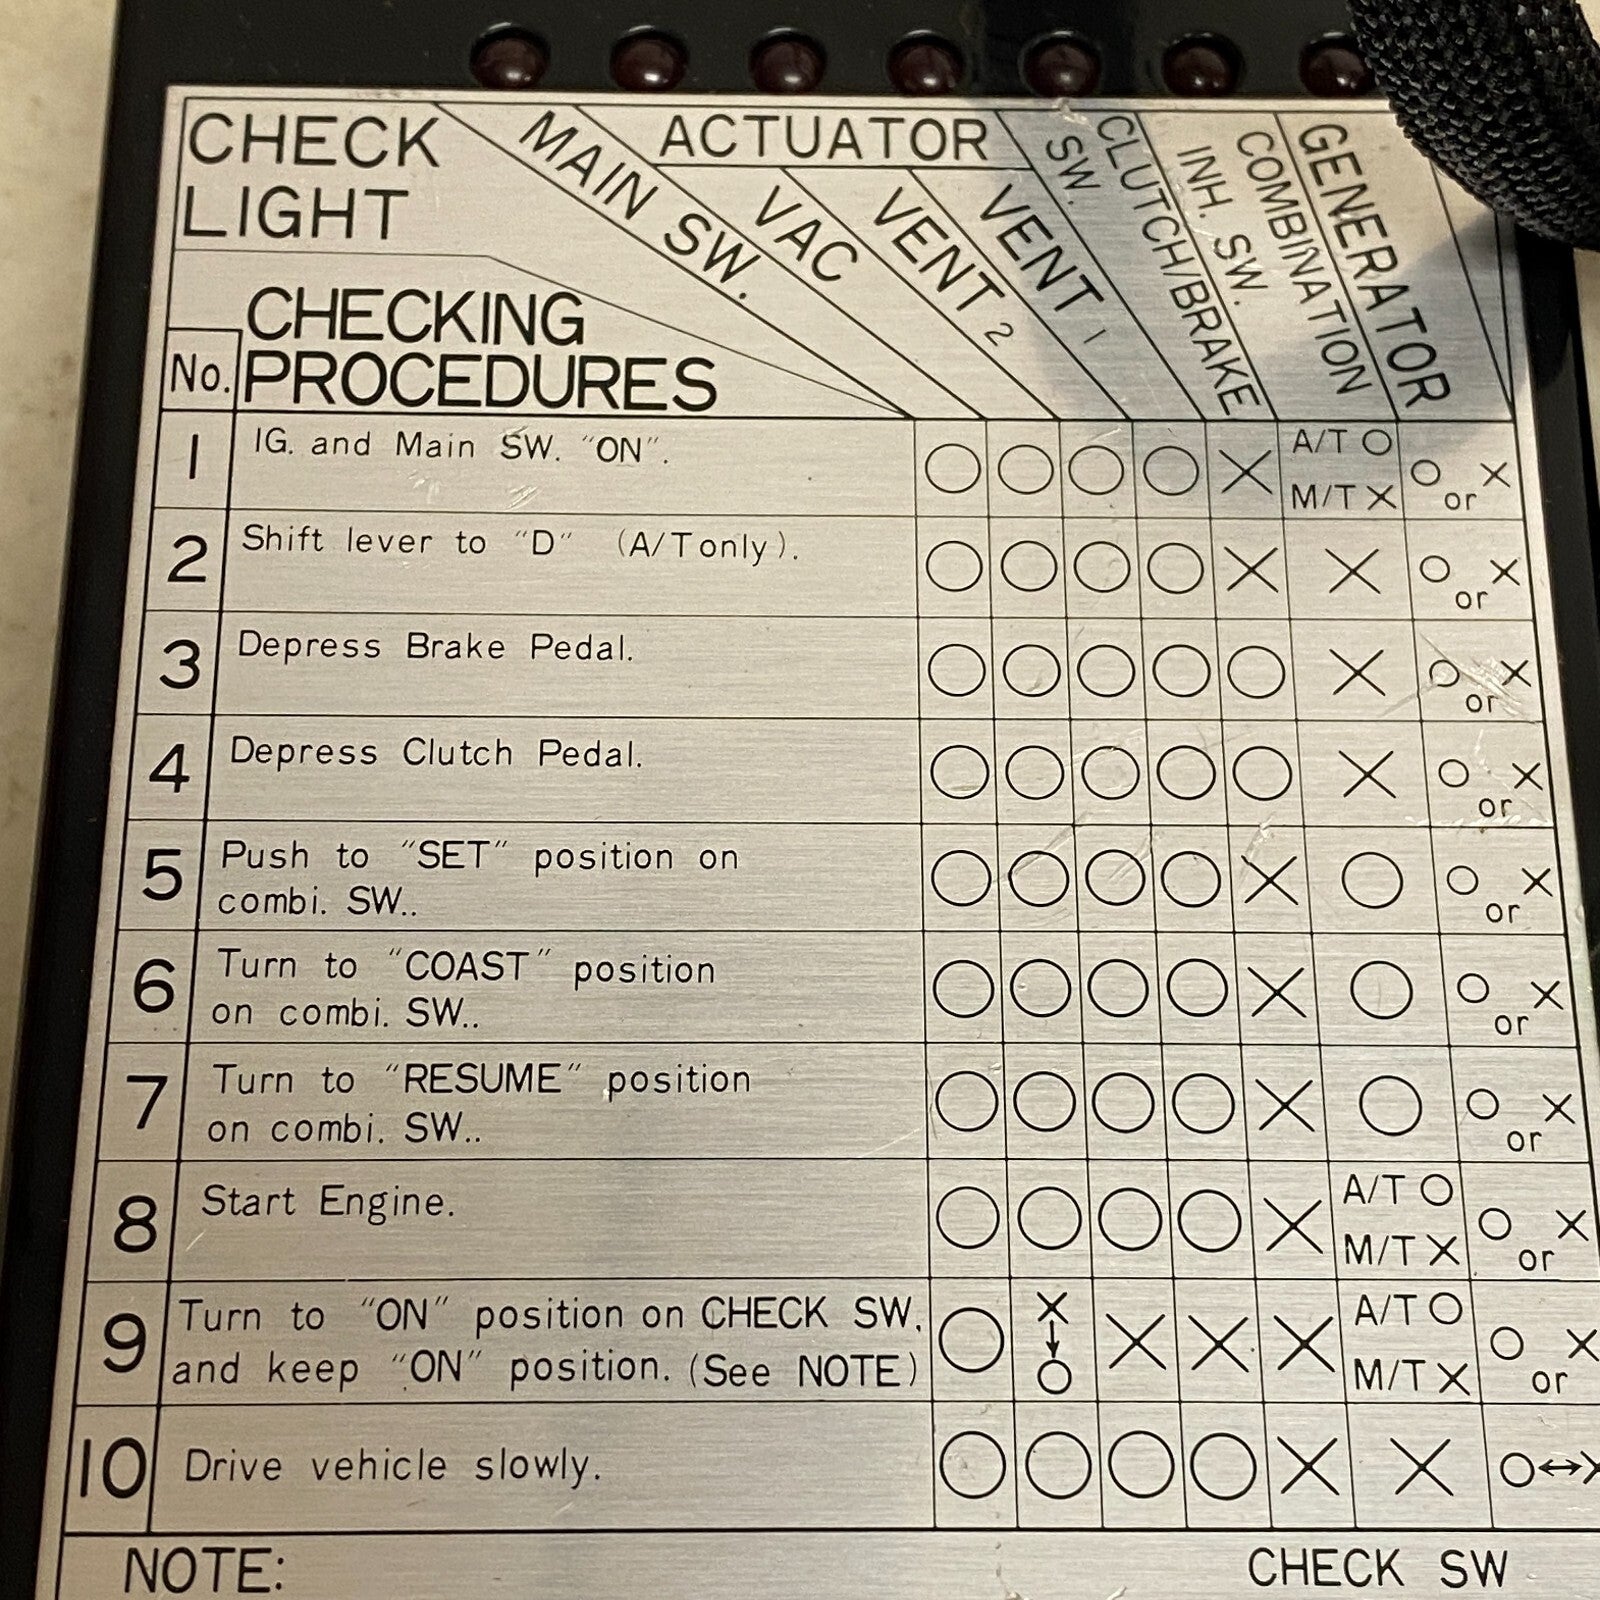 CHECK
LIGHT
MAIN SW.
ACTUATOR
VAC
VENT 2
VENT 1
CLUTCH/BRAKE
SW.
COMBINATION
INH. SW.
GENERATOR
CHECKING
No. PROCEDURES
1 IG. and Main SW. "ON". ○ ○ ○ ○ × A/T ○ M/T × ○ or ×
2 Shift lever to "D" (A/T only). ○ ○ ○ ○ × × ○ or ×
3 Depress Brake Pedal. ○ ○ ○ ○ ○ × ○ or ×
4 Depress Clutch Pedal. ○ ○ ○ ○ ○ × ○ or ×
5 Push to "SET" position on
combi. SW.. ○ ○ ○ ○ × ○ ○ or ×
6 Turn to "COAST" position
on combi. SW.. ○ ○ ○ ○ × ○ ○ or ×
7 Turn to "RESUME" position
on combi. SW.. ○ ○ ○ ○ × ○ ○ or ×
8 Start Engine. ○ ○ ○ ○ × A/T ○ M/T × ○ or ×
9 Turn to "ON" position on CHECK SW,
and keep "ON" position. (See NOTE) ○ × ↓ ○ × × × A/T ○ M/T × ○ or ×
10 Drive vehicle slowly. ○ ○ ○ ○ × × ○ ↔ ×
NOTE:
CHECK SW